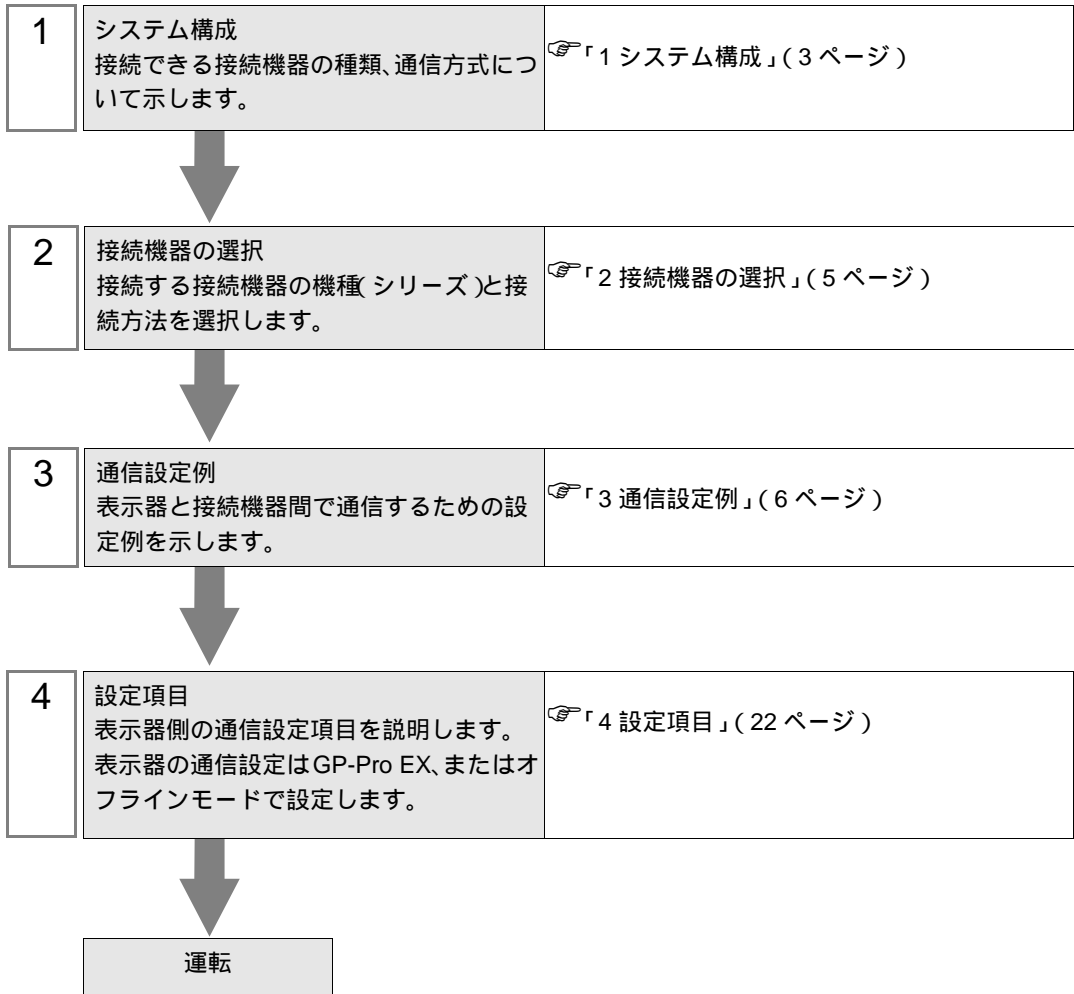 1
システム構成
接続できる接続機器の種類、通信方式につ
いて示します。
☞「1 システム構成」(3 ページ)
2
接続機器の選択
接続する接続機器の機種(シリーズ)と接
続方法を選択します。
☞「2 接続機器の選択」(5 ページ)
3
通信設定例
表示器と接続機器間で通信するための設
定例を示します。
☞「3 通信設定例」(6 ページ)
4
設定項目
表示器側の通信設定項目を説明します。
表示器の通信設定はGP-Pro EX、またはオ
フラインモードで設定します。
☞「4 設定項目」(22 ページ)
運転